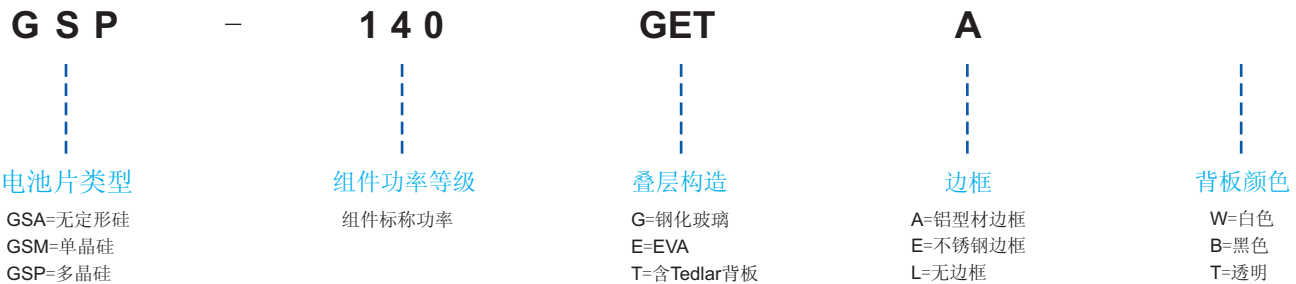 GSP – 140 GET A
电池片类型 组件功率等级 叠层构造 边框 背板颜色
GSA=无定形硅 组件标称功率 G=钢化玻璃 A=铝型材边框 W=白色
GSM=单晶硅 E=EVA E=不锈钢边框 B=黑色
GSP=多晶硅 T=含Tedlar背板 L=无边框 T=透明